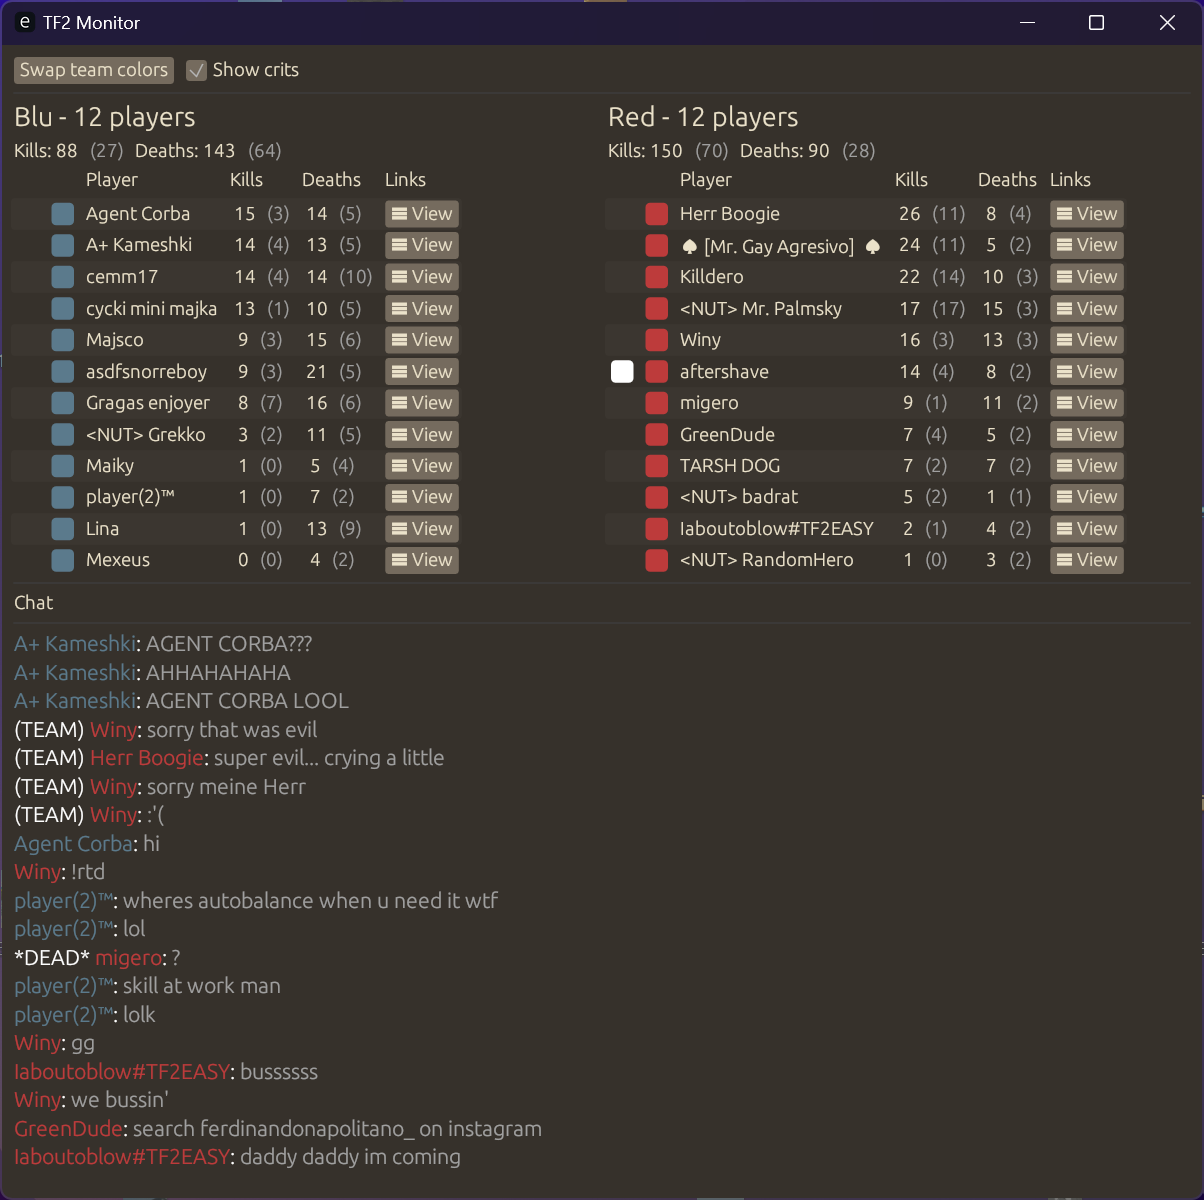 e TF2 Monitor
Swap team colors Show crits
Blu - 12 players
Kills: 88 (27) Deaths: 143 (64)
Player Kills Deaths Links
Agent Corba 15 (3) 14 (5) View
A+ Kameshki 14 (4) 13 (5) View
cemm17 14 (4) 14 (10) View
cycki mini majka 13 (1) 10 (5) View
Majsco 9 (3) 15 (6) View
asdfsnorreboy 9 (3) 21 (5) View
Gragas enjoyer 8 (7) 16 (6) View
<NUT> Grekko 3 (2) 11 (5) View
Maiky 1 (0) 5 (4) View
player(2)™ 1 (0) 7 (2) View
Lina 1 (0) 13 (9) View
Mexeus 0 (0) 4 (2) View
Red - 12 players
Kills: 150 (70) Deaths: 90 (28)
Player Kills Deaths Links
Herr Boogie 26 (11) 8 (4) View
♠ [Mr. Gay Agresivo] ♠ 24 (11) 5 (2) View
Killdero 22 (14) 10 (3) View
<NUT> Mr. Palmsky 17 (17) 15 (3) View
Winy 16 (3) 13 (3) View
aftershave 14 (4) 8 (2) View
migero 9 (1) 11 (2) View
GreenDude 7 (4) 5 (2) View
TARSH DOG 7 (2) 7 (2) View
<NUT> badrat 5 (2) 1 (1) View
Iaboutoblow#TF2EASY 2 (1) 4 (2) View
<NUT> RandomHero 1 (0) 3 (2) View
Chat
A+ Kameshki: AGENT CORBA???
A+ Kameshki: AHHAHAHAHA
A+ Kameshki: AGENT CORBA LOOL
(TEAM) Winy: sorry that was evil
(TEAM) Herr Boogie: super evil... crying a little
(TEAM) Winy: sorry meine Herr
(TEAM) Winy: :'(
Agent Corba: hi
Winy: !rtd
player(2)™: wheres autobalance when u need it wtf
player(2)™: lol
*DEAD* migero: ?
player(2)™: skill at work man
player(2)™: lolk
Winy: gg
Iaboutoblow#TF2EASY: bussssss
Winy: we bussin'
GreenDude: search ferdinandonapolitano_ on instagram
Iaboutoblow#TF2EASY: daddy daddy im coming